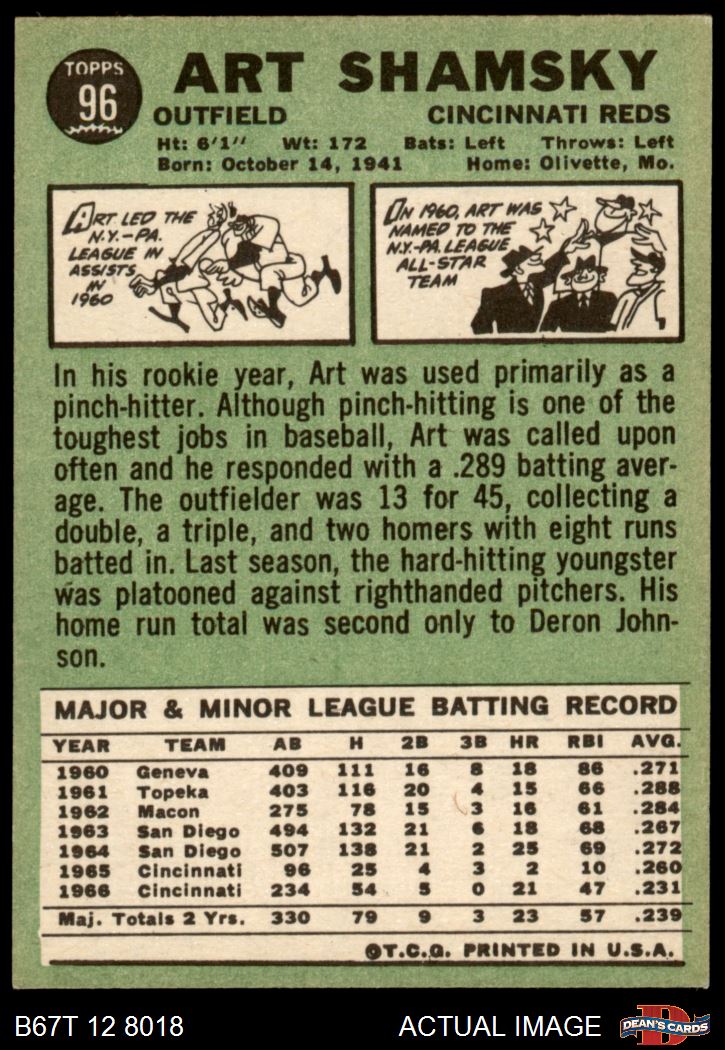 TOPPS
96
ART SHAMSKY
OUTFIELD CINCINNATI REDS
Ht: 6'1" Wt: 172 Bats: Left Throws: Left
Born: October 14, 1941 Home: Olivette, Mo.
ART LED THE
N.Y.-PA.
LEAGUE IN
ASSISTS
IN
1960
IN 1960, ART WAS
NAMED TO THE
N.Y.-PA. LEAGUE
ALL-STAR
TEAM
In his rookie year, Art was used primarily as a
pinch-hitter. Although pinch-hitting is one of the
toughest jobs in baseball, Art was called upon
often and he responded with a .289 batting aver-
age. The outfielder was 13 for 45, collecting a
double, a triple, and two homers with eight runs
batted in. Last season, the hard-hitting youngster
was platooned against righthanded pitchers. His
home run total was second only to Deron John-
son.
MAJOR & MINOR LEAGUE BATTING RECORD
YEAR TEAM AB H 2B 3B HR RBI AVG.
1960 Geneva 409 111 16 8 18 86 .271
1961 Topeka 403 116 20 4 15 66 .288
1962 Macon 275 78 15 3 16 61 .284
1963 San Diego 494 132 21 6 18 68 .267
1964 San Diego 507 138 21 2 25 69 .272
1965 Cincinnati 96 25 4 3 2 10 .260
1966 Cincinnati 234 54 5 0 21 47 .231
Maj. Totals 2 Yrs. 330 79 9 3 23 57 .239
©T.C.G. PRINTED IN U.S.A.
B67T 12 8018 ACTUAL IMAGE
D
DEAN'S CARDS